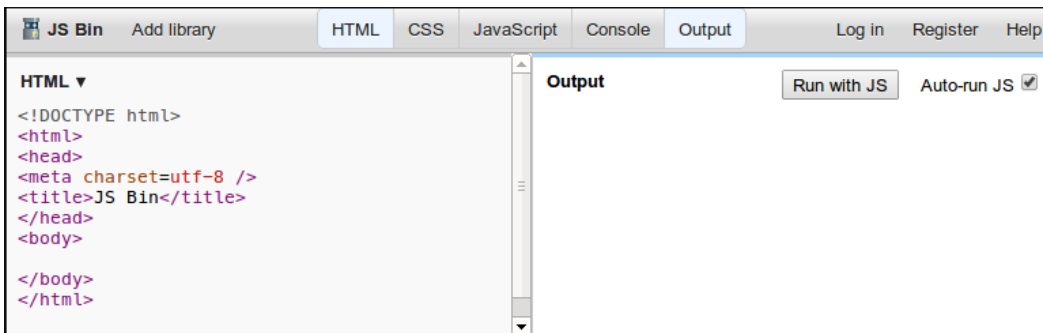 JS Bin Add library HTML CSS JavaScript Console Output Log in Register Help
HTML ▼
<!DOCTYPE html>
<html>
<head>
<meta charset=utf-8 />
<title>JS Bin</title>
</head>
<body>
</body>
</html>
Output Run with JS Auto-run JS